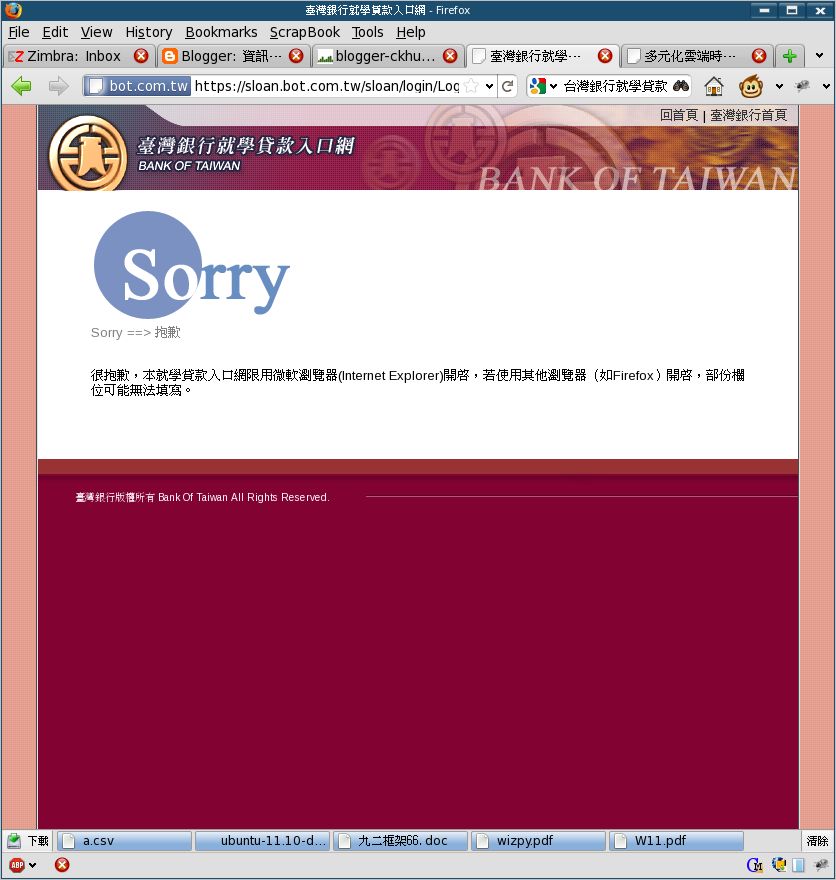 臺灣銀行就學貸款入口網 - Firefox
File Edit View History Bookmarks ScrapBook Tools Help
Zimbra: Inbox Blogger: 資訊… blogger-ckhu… 臺灣銀行就學… 多元化雲端時…
bot.com.tw https://sloan.bot.com.tw/sloan/login/Log 台灣銀行就學貸款
回首頁 | 臺灣銀行首頁
臺灣銀行就學貸款入口網
BANK OF TAIWAN
BANK OF TAIWAN
Sorry
Sorry ==> 抱歉
很抱歉，本就學貸款入口網限用微軟瀏覽器(Internet Explorer)開啓，若使用其他瀏覽器（如Firefox）開啓，部份欄
位可能無法填寫。
臺灣銀行版權所有 Bank Of Taiwan All Rights Reserved.
下載 a.csv ubuntu-11.10-d... 九二框架66.doc wizpy.pdf W11.pdf 清除
ABP